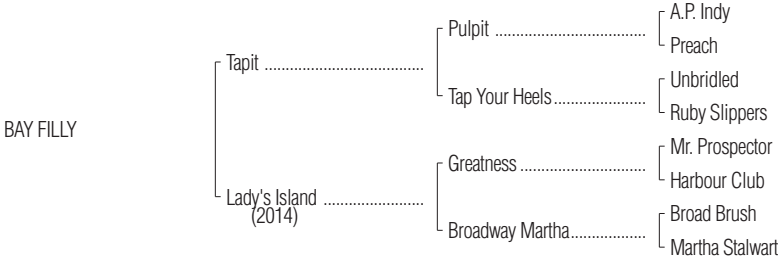 A.P. Indy
Pulpit ......................................
Preach
Tapit ........................................
Unbridled
Tap Your Heels.......................
Ruby Slippers
BAY FILLY
Mr. Prospector
Greatness ...............................
Harbour Club
Lady's Island .........................
(2014)
Broad Brush
Broadway Martha...................
Martha Stalwart